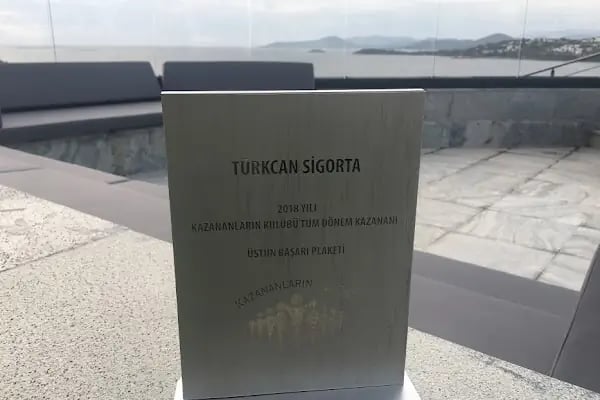 TÜRKCAN SİGORTA
2018 YILI
KAZANANLARIN KULÜBÜ TÜM DÖNEM KAZANANI
ÜSTÜN BAŞARI PLAKETİ
KAZANANLARIN